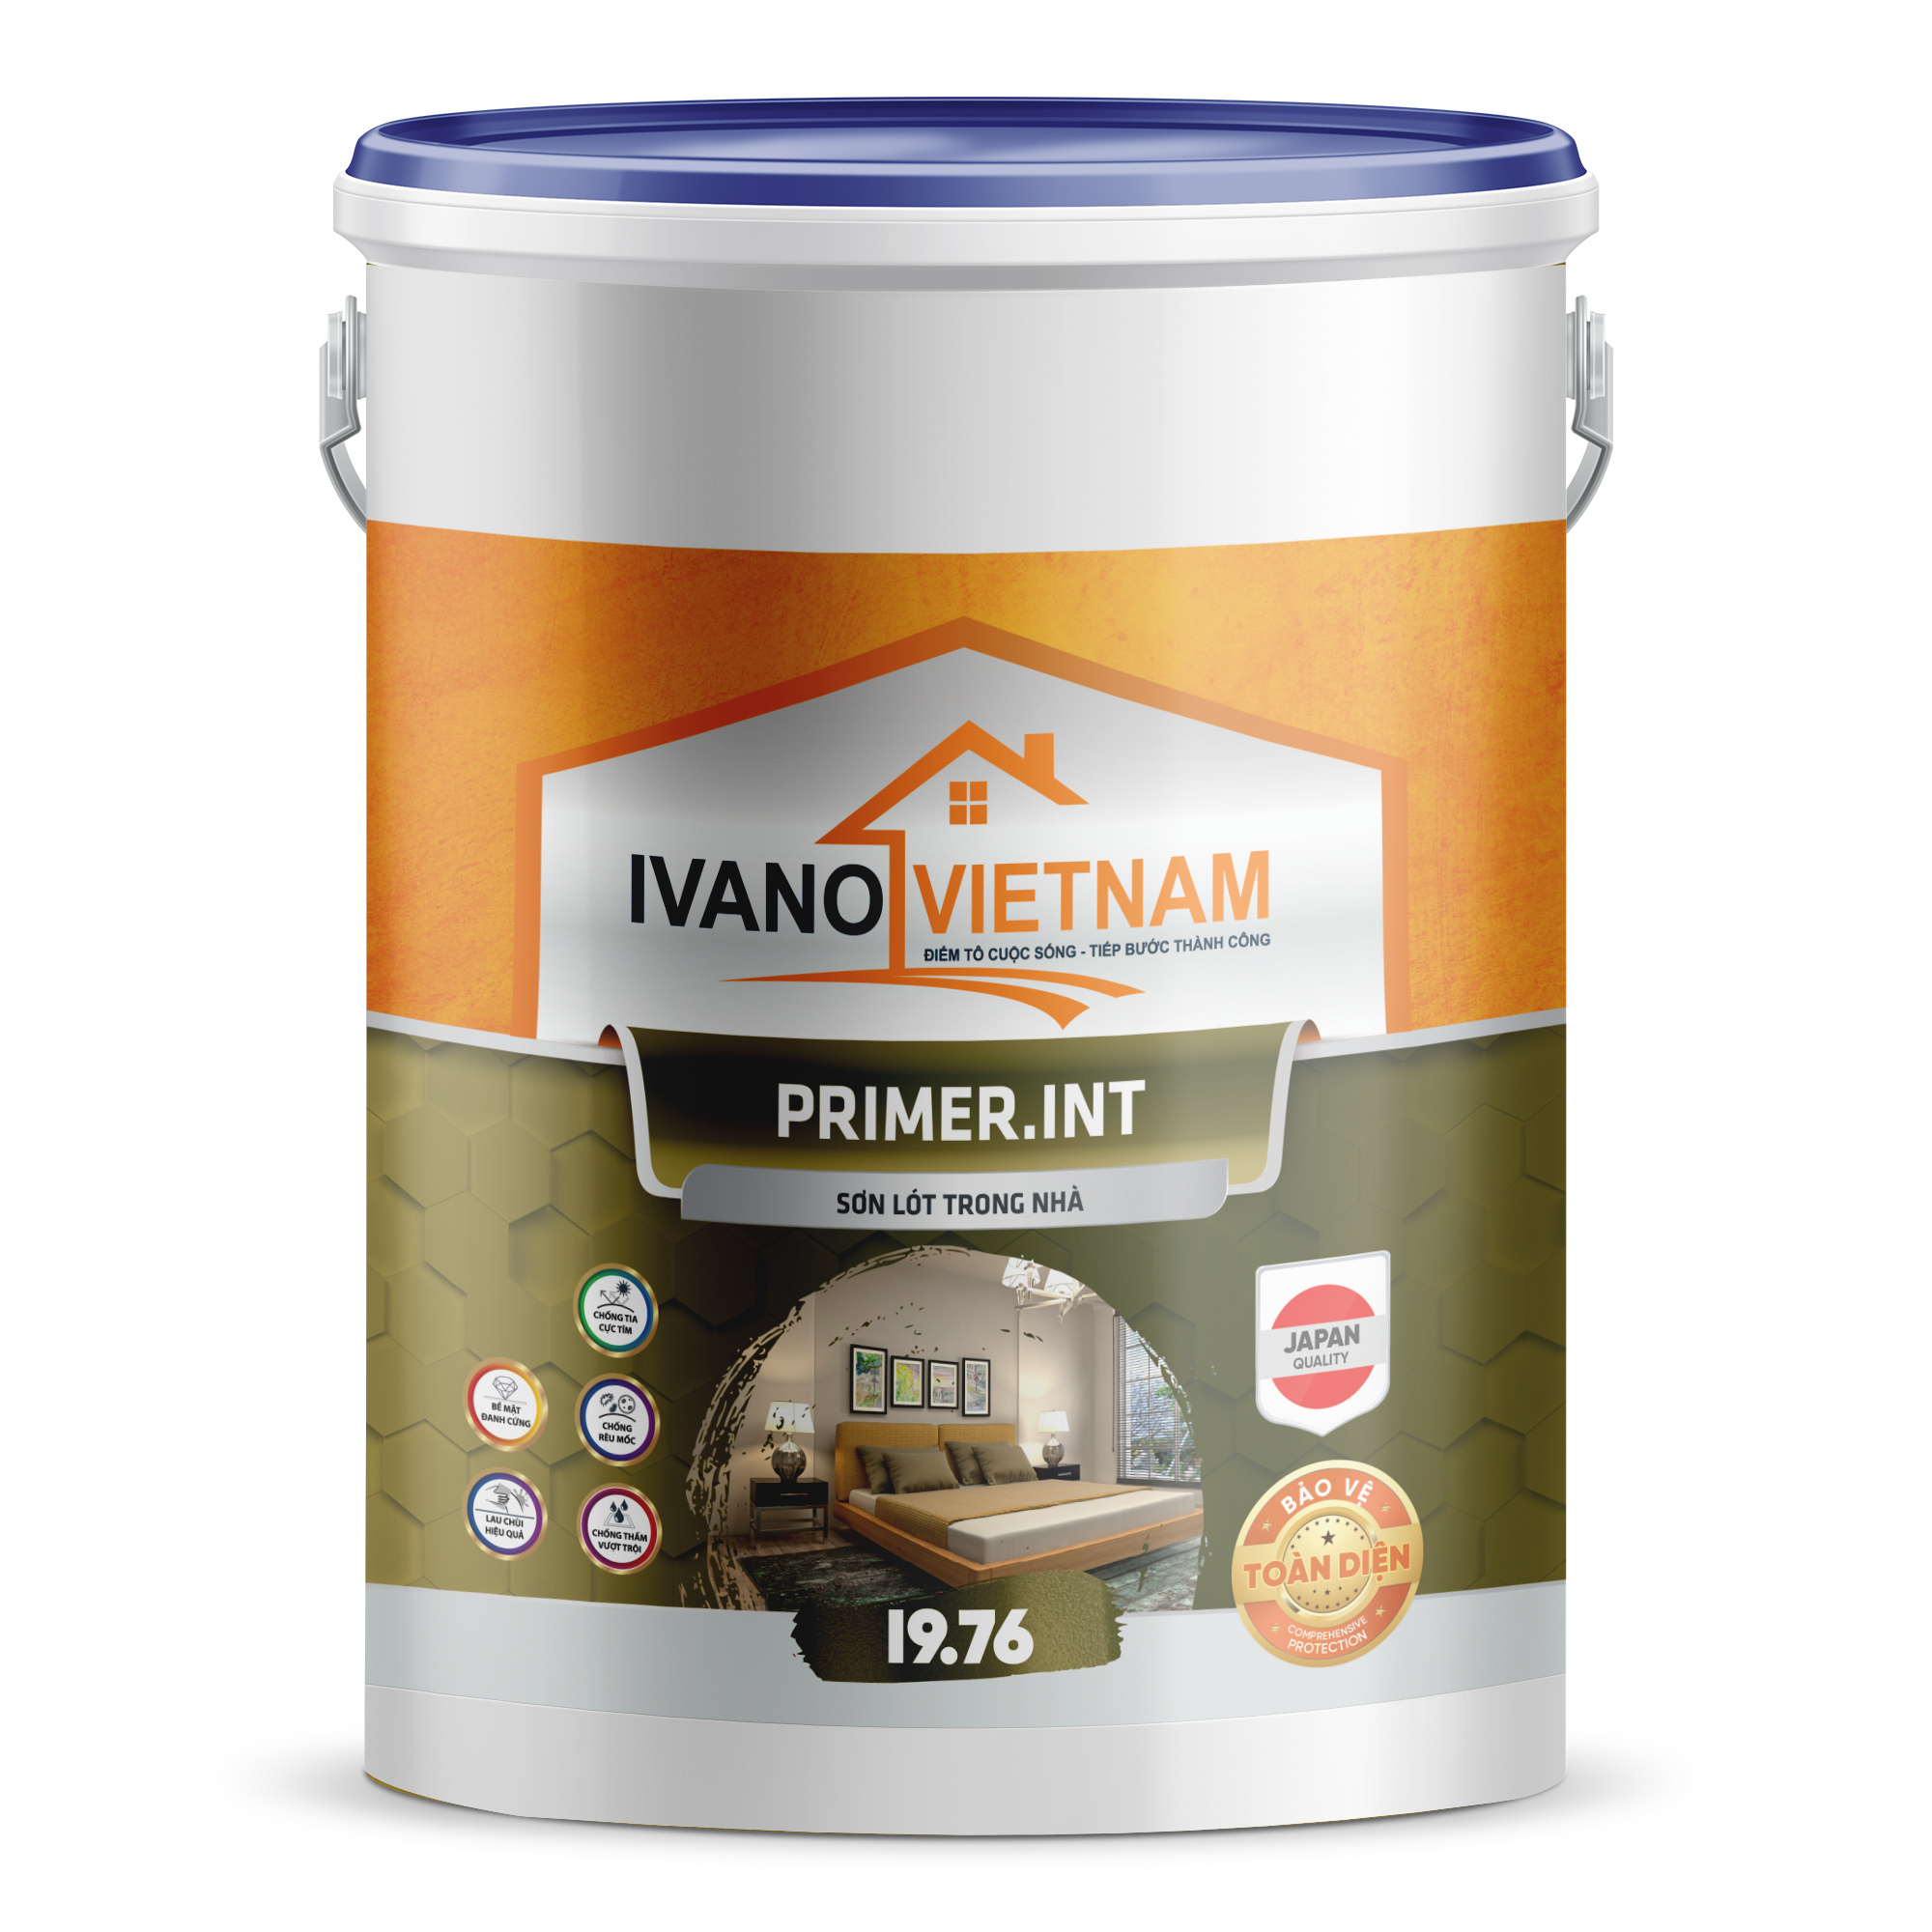 IVANO VIETNAM
ĐIỂM TÔ CUỘC SỐNG - TIẾP BƯỚC THÀNH CÔNG
PRIMER.INT
SƠN LÓT TRONG NHÀ
CHỐNG TIA
CỰC TÍM
BỀ MẶT
ĐANH CỨNG
CHỐNG
RÊU MỐC
LAU CHÙI
HIỆU QUẢ
CHỐNG THẤM
VƯỢT TRỘI
JAPAN
QUALITY
BẢO VỆ
TOÀN DIỆN
COMPREHENSIVE
PROTECTION
I9.76